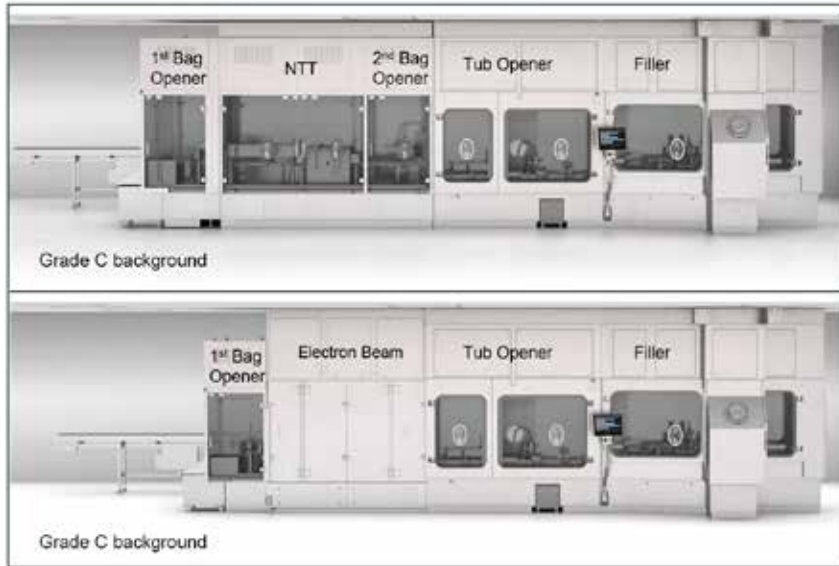 1st Bag
Opener
NTT
2nd Bag
Opener
Tub Opener
Filler
Grade C background
1st Bag
Opener
Electron Beam
Tub Opener
Filler
Grade C background